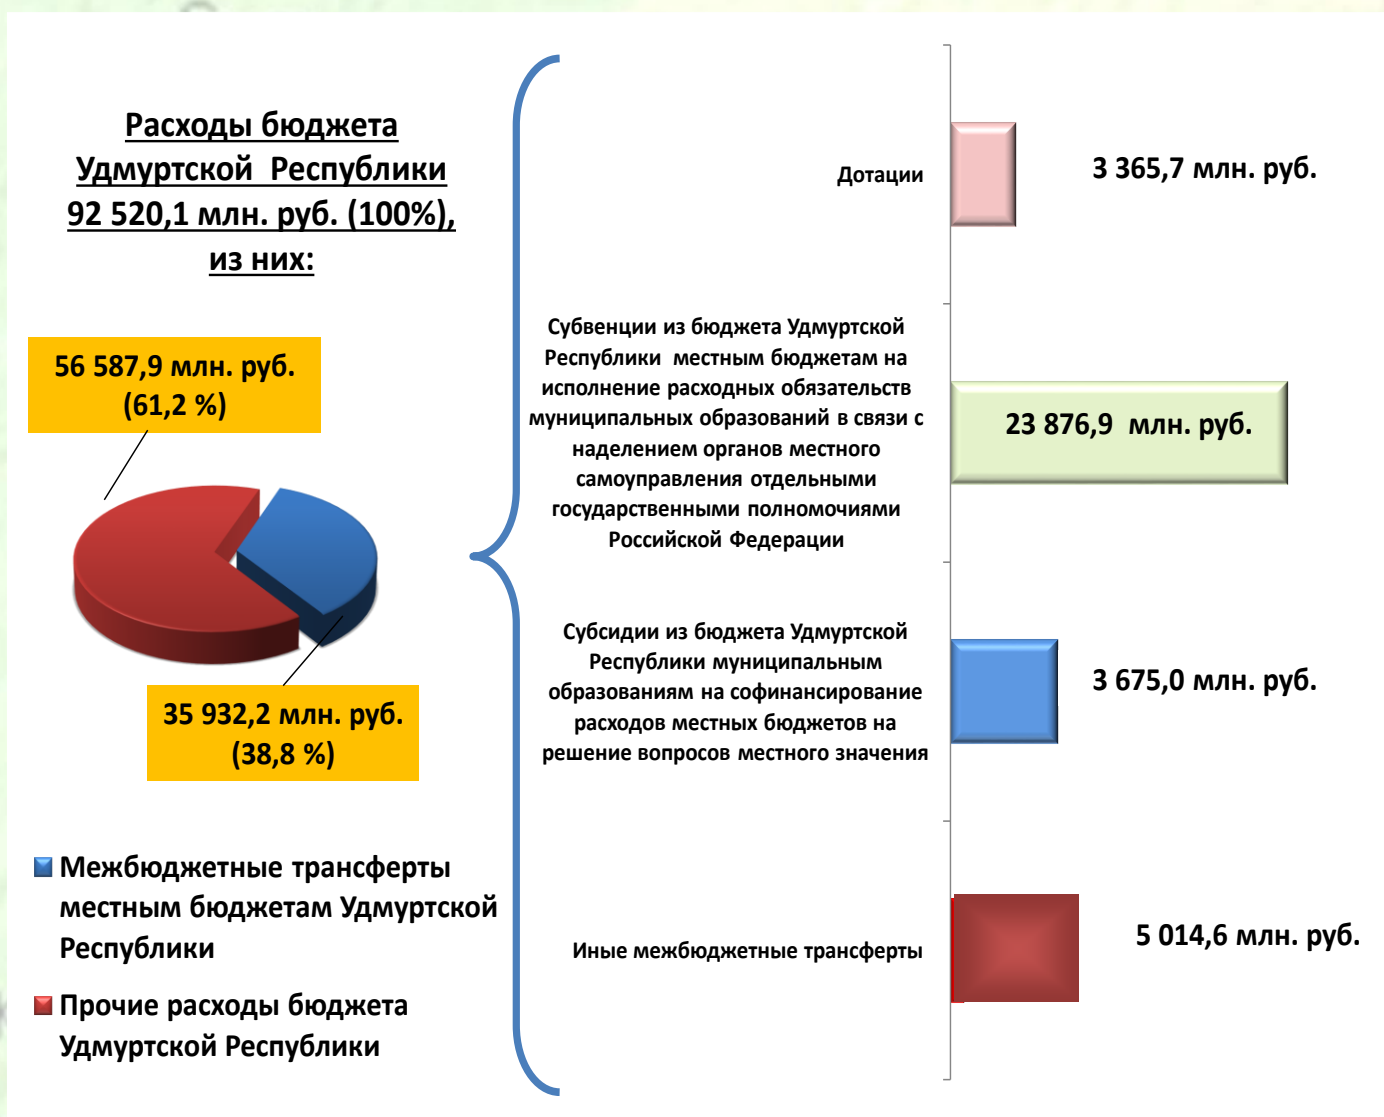 Расходы бюджета
Удмуртской Республики
92 520,1 млн. руб. (100%),
из них:
56 587,9 млн. руб.
(61,2 %)
35 932,2 млн. руб.
(38,8 %)
Межбюджетные трансферты
местным бюджетам Удмуртской
Республики
Прочие расходы бюджета
Удмуртской Республики
Дотации
3 365,7 млн. руб.
Субвенции из бюджета Удмуртской
Республики местным бюджетам на
исполнение расходных обязательств
муниципальных образований в связи с
наделением органов местного
самоуправления отдельными
государственными полномочиями
Российской Федерации
23 876,9 млн. руб.
Субсидии из бюджета Удмуртской
Республики муниципальным
образованиям на софинансирование
расходов местных бюджетов на
решение вопросов местного значения
3 675,0 млн. руб.
Иные межбюджетные трансферты
5 014,6 млн. руб.